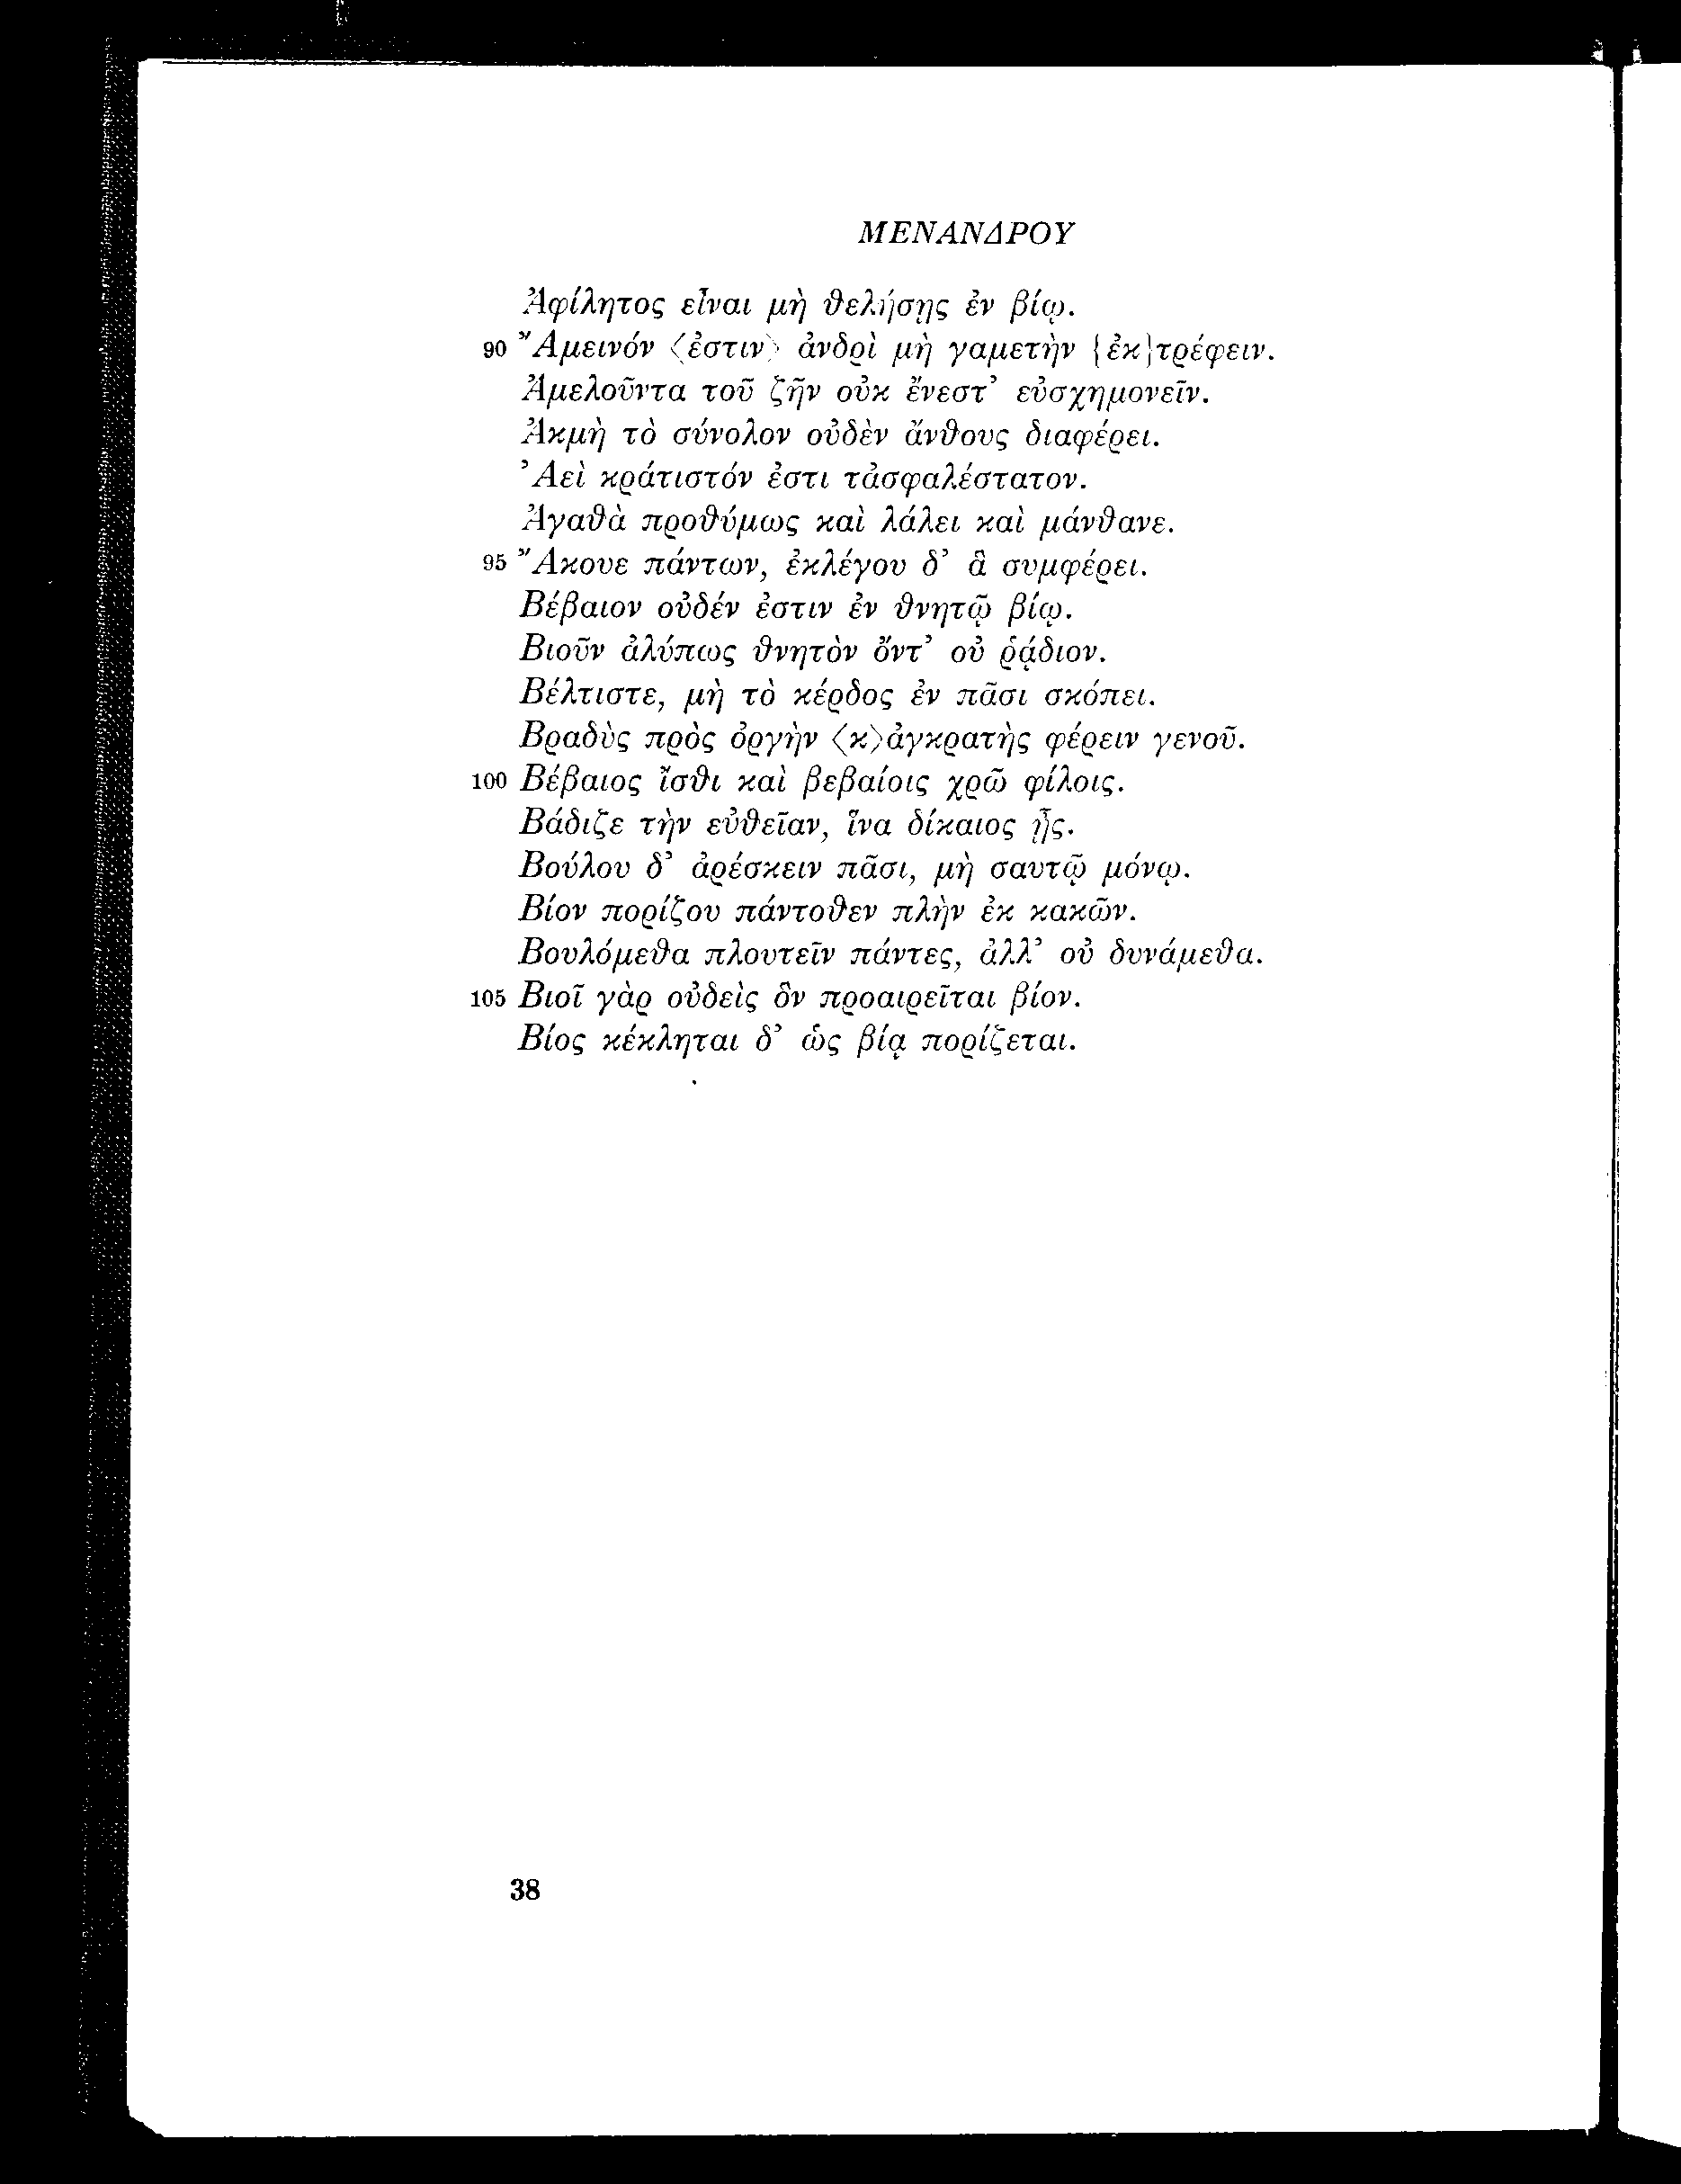 ΜΕΝΑΝΔΡΟΥ
Ἀφίλητος εἶναι μὴ θελήσῃς ἐν βίῳ.
90 Ἄμεινόν ⟨ἐστιν⟩ ἀνδρὶ μὴ γαμετὴν {ἐκ}τρέφειν.
Ἀμελοῦντα τοῦ ζῆν οὐκ ἔνεστ’ εὐσχημονεῖν.
Ἀκμὴ τὸ σύνολον οὐδὲν ἄνθους διαφέρει.
Ἀεὶ κράτιστόν ἐστι τἀσφαλέστατον.
Ἀγαθὰ προθύμως καὶ λάλει καὶ μάνθανε.
95 Ἄκουε πάντων, ἐκλέγου δ’ ἃ συμφέρει.
Βέβαιον οὐδέν ἐστιν ἐν θνητῷ βίῳ.
Βιοῦν ἀλύπως θνητὸν ὄντ’ οὐ ῥᾴδιον.
Βέλτιστε, μὴ τὸ κέρδος ἐν πᾶσι σκόπει.
Βραδὺς πρὸς ὀργὴν ⟨κ⟩ἀγκρατὴς φέρειν γενοῦ.
100 Βέβαιος ἴσθι καὶ βεβαίοις χρῶ φίλοις.
Βάδιζε τὴν εὐθεῖαν, ἵνα δίκαιος ᾖς.
Βούλου δ’ ἀρέσκειν πᾶσι, μὴ σαυτῷ μόνῳ.
Βίον πορίζου πάντοθεν πλὴν ἐκ κακῶν.
Βουλόμεθα πλουτεῖν πάντες, ἀλλ’ οὐ δυνάμεθα.
105 Βιοῖ γὰρ οὐδεὶς ὃν προαιρεῖται βίον.
Βίος κέκληται δ’ ὡς βίᾳ πορίζεται.
38